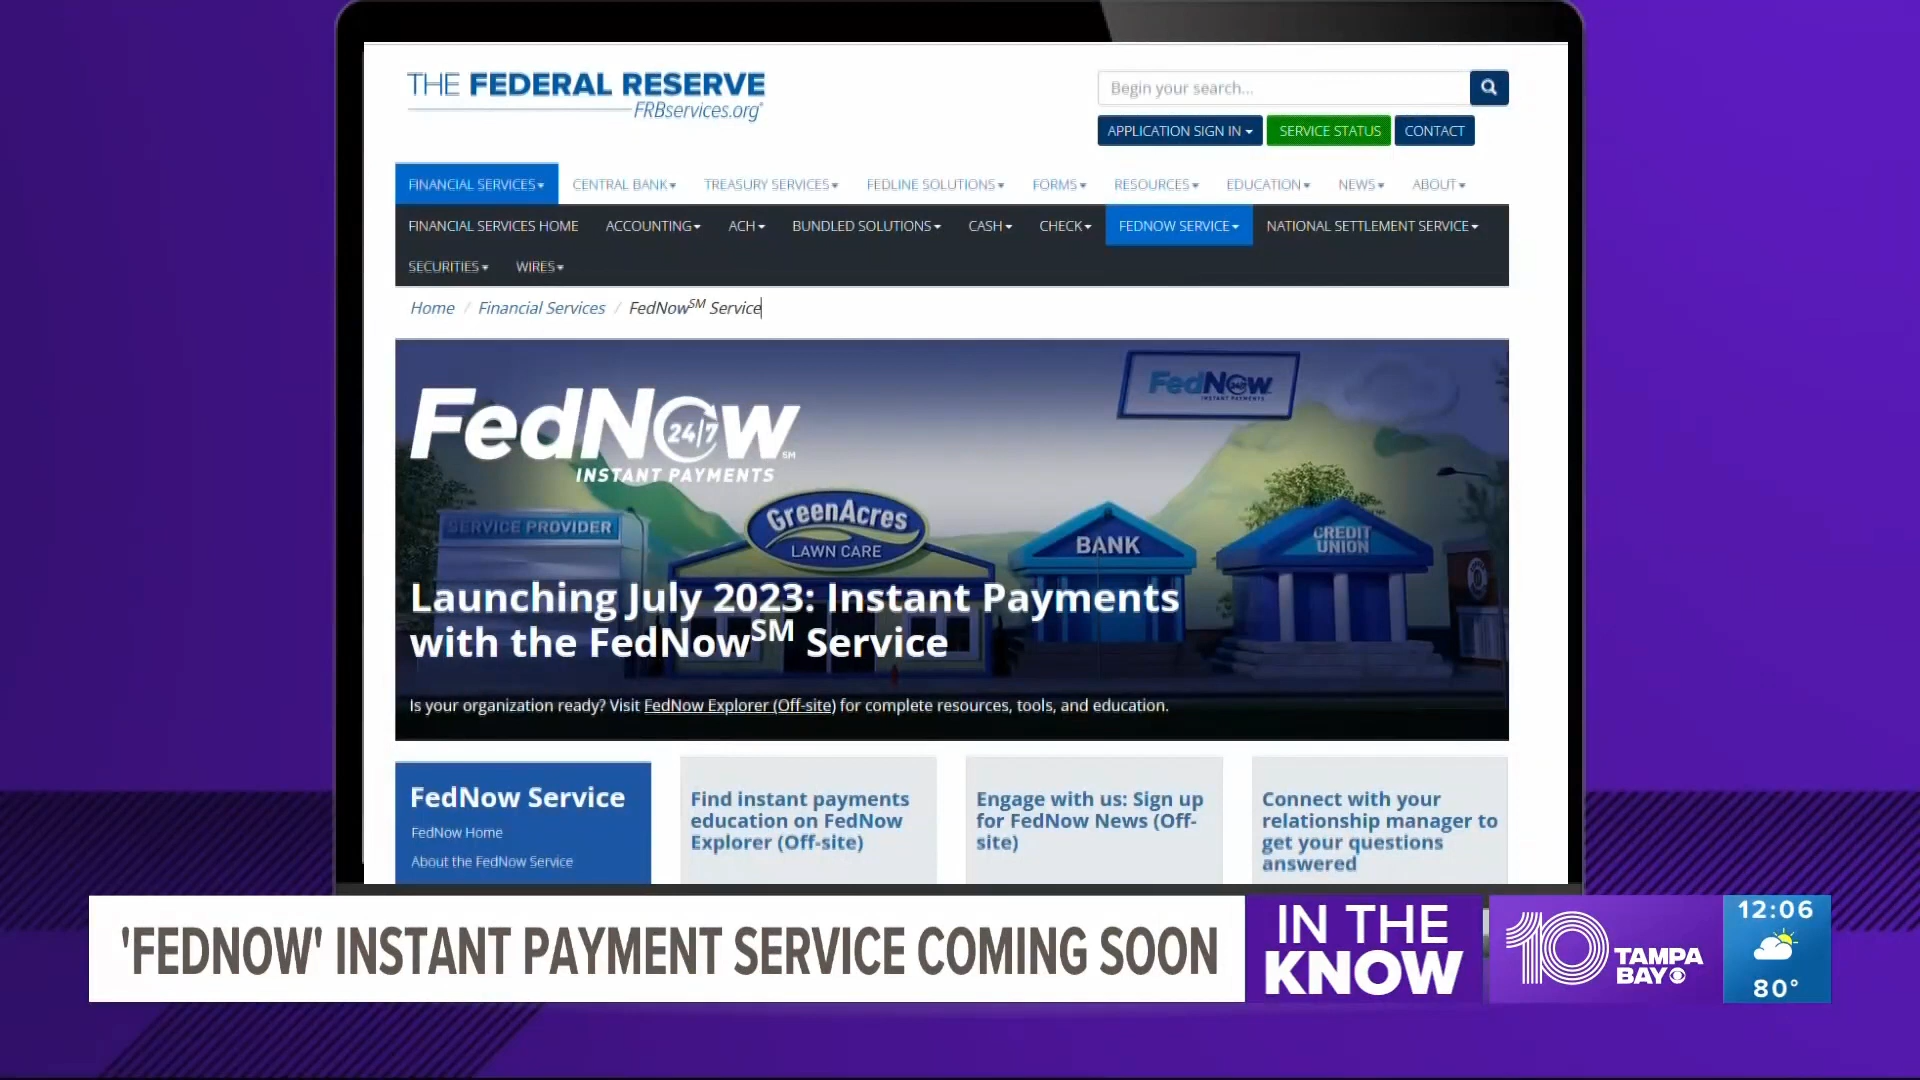 THE FEDERAL RESERVE
FRBservices.org®
Begin your search...
APPLICATION SIGN IN SERVICE STATUS CONTACT
FINANCIAL SERVICES CENTRAL BANK TREASURY SERVICES FEDLINE SOLUTIONS FORMS RESOURCES EDUCATION NEWS ABOUT
FINANCIAL SERVICES HOME ACCOUNTING ACH BUNDLED SOLUTIONS CASH CHECK FEDNOW SERVICE NATIONAL SETTLEMENT SERVICE
SECURITIES WIRES
Home / Financial Services / FedNowSM Service
FedNow
24/7
SM
INSTANT PAYMENTS
FedNow
24/7
INSTANT PAYMENTS
SERVICE PROVIDER
GreenAcres
LAWN CARE
BANK
CREDIT
UNION
Launching July 2023: Instant Payments
with the FedNowSM Service
Is your organization ready? Visit FedNow Explorer (Off-site) for complete resources, tools, and education.
FedNow Service
FedNow Home
About the FedNow Service
Find instant payments
education on FedNow
Explorer (Off-site)
Engage with us: Sign up
for FedNow News (Off-
site)
Connect with your
relationship manager to
get your questions
answered
'FEDNOW' INSTANT PAYMENT SERVICE COMING SOON
IN THE
KNOW
10 TAMPA
BAY
12:06
80°